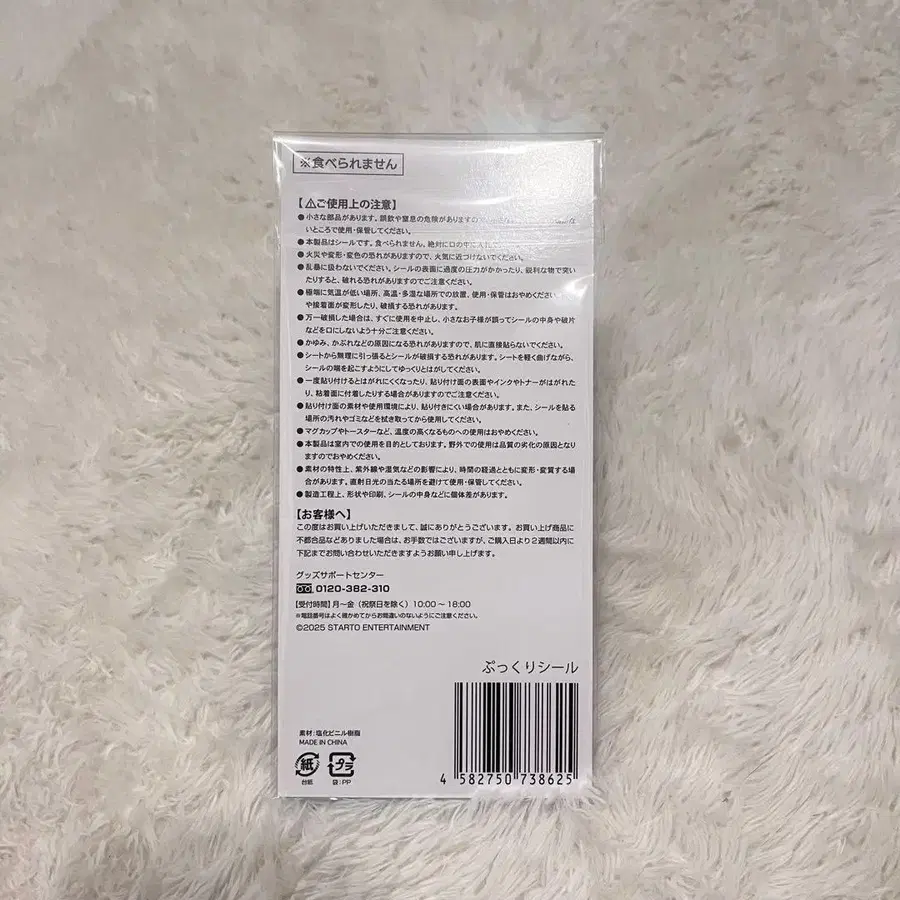 ※食べられません
【⚠ご使用上の注意】
●小さな部品があります。誤飲や窒息の危険がありますので
いところで使用・保管してください。
●本製品はシールです。食べられません。絶対に口の中に入れ
●火災や変形・変色の恐れがありますので、火気に近づけないでください。
●乱暴に扱わないでください。シールの表面に過度の圧力がかかったり、鋭利な物で突い
たりすると、破れる恐れがありますのでご注意ください。
●極端に気温が低い場所、高温・多湿な場所での放置、使用・保管はおやめください。
や接着面が変形したり、破損する恐れがあります。
●万一破損した場合は、すぐに使用を中止し、小さなお子様が誤ってシールの中身や破片
などを口にしないよう十分ご注意ください。
●かゆみ、かぶれなどの原因になる恐れがありますので、肌に直接貼らないでください。
●シートから無理に引っ張るとシールが破損する恐れがあります。シートを軽く曲げながら、
シールの端を起こすようにしてゆっくりとはがしてください。
●一度貼り付けるとはがれにくくなったり、貼り付け面の表面やインクやトナーがはがれた
り、粘着面に付着したりする場合がありますのでご注意ください。
●貼り付け面の素材や使用環境により、貼り付きにくい場合があります。また、シールを貼る
場所の汚れやゴミなどを拭き取ってから使用してください。
●マグカップやトースターなど、温度の高くなるものへの使用はおやめください。
●本製品は室内での使用を目的としております。野外での使用は品質の劣化の原因となり
ますのでおやめください。
●素材の特性上、紫外線や湿気などの影響により、時間の経過とともに変形・変質する場
合があります。直射日光の当たる場所を避けて使用・保管してください。
●製造工程上、形状や印刷、シールの中身などに個体差があります。
【お客様へ】
この度はお買い上げいただきまして、誠にありがとうございます。お買い上げ商品に
不都合品などありました場合は、お手数ではございますが、ご購入日より2週間以内に
下記までお問い合わせいただきますようお願い申し上げます。
グッズサポートセンター
0120-382-310
【受付時間】月〜金（祝祭日を除く）10:00〜18:00
※電話番号はよく確かめてからお間違いのないようにご注意ください。
©2025 STARTO ENTERTAINMENT
ぷっくりシール
素材:塩化ビニル樹脂
MADE IN CHINA
紙 プラ
台紙 袋:PP
4 582750 738625